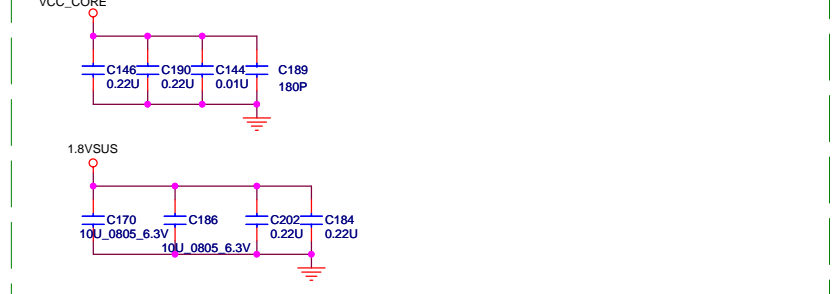 VCC_CORE
C146 C190 C144 C189
0.22U 0.22U 0.01U 180P
1.8VSUS
C170 C186 C202 C184
10U_0805_6.3V 0.22U 0.22U
10U_0805_6.3V